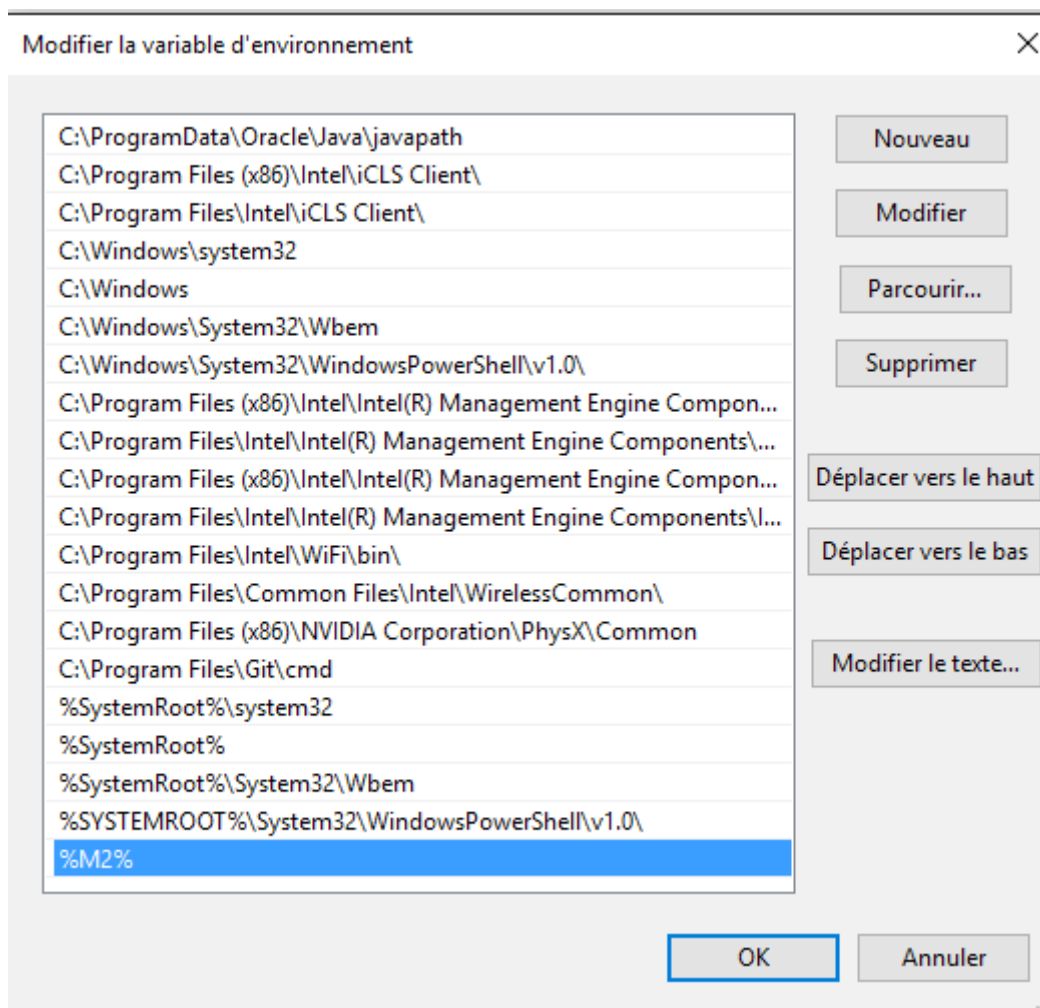 Modifier la variable d'environnement
C:\ProgramData\Oracle\Java\javapath
C:\Program Files (x86)\Intel\iCLS Client\
C:\Program Files\Intel\iCLS Client\
C:\Windows\system32
C:\Windows
C:\Windows\System32\Wbem
C:\Windows\System32\WindowsPowerShell\v1.0\
C:\Program Files (x86)\Intel\Intel(R) Management Engine Compon...
C:\Program Files\Intel\Intel(R) Management Engine Components\...
C:\Program Files (x86)\Intel\Intel(R) Management Engine Compon...
C:\Program Files\Intel\Intel(R) Management Engine Components\I...
C:\Program Files\Intel\WiFi\bin\
C:\Program Files\Common Files\Intel\WirelessCommon\
C:\Program Files (x86)\NVIDIA Corporation\PhysX\Common
C:\Program Files\Git\cmd
%SystemRoot%\system32
%SystemRoot%
%SystemRoot%\System32\Wbem
%SYSTEMROOT%\System32\WindowsPowerShell\v1.0\
%M2%
Nouveau
Modifier
Parcourir...
Supprimer
Déplacer vers le haut
Déplacer vers le bas
Modifier le texte...
OK
Annuler